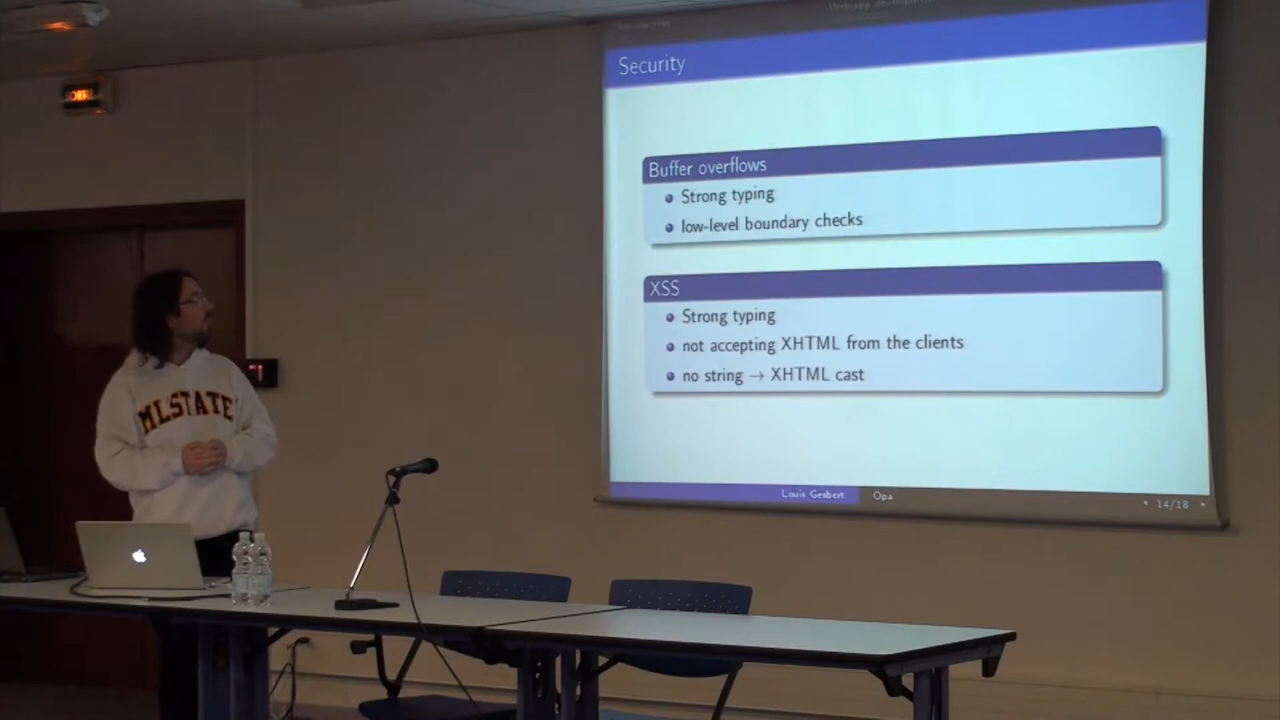 Security
Buffer overflows
Strong typing
low-level boundary checks
XSS
Strong typing
not accepting XHTML from the clients
no string → XHTML cast
Louis Gesbert
Opa
14/18
MLSTATE